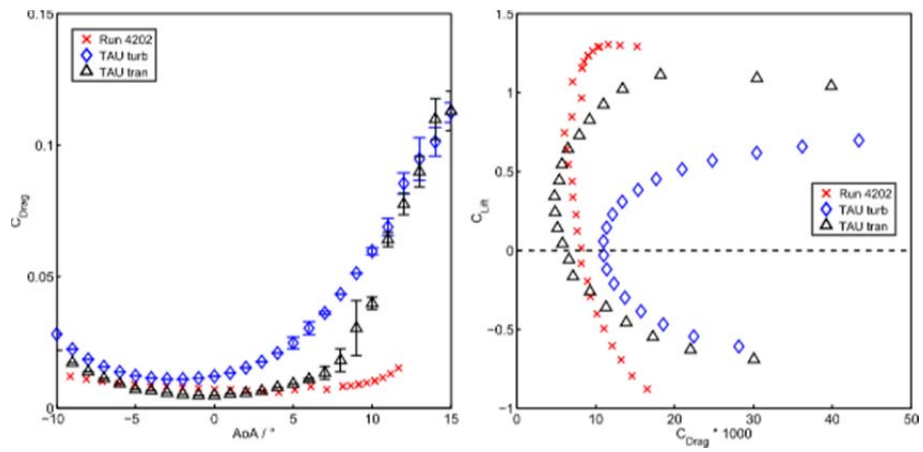 0.15
0.1
0.05
0
C_Drag
Run 4202
TAU turb
TAU tran
-10 -5 0 5 10 15
AoA / °
1.5
1
0.5
0
-0.5
-1
C_Lift
Run 4202
TAU turb
TAU tran
0 10 20 30 40 50
C_Drag * 1000